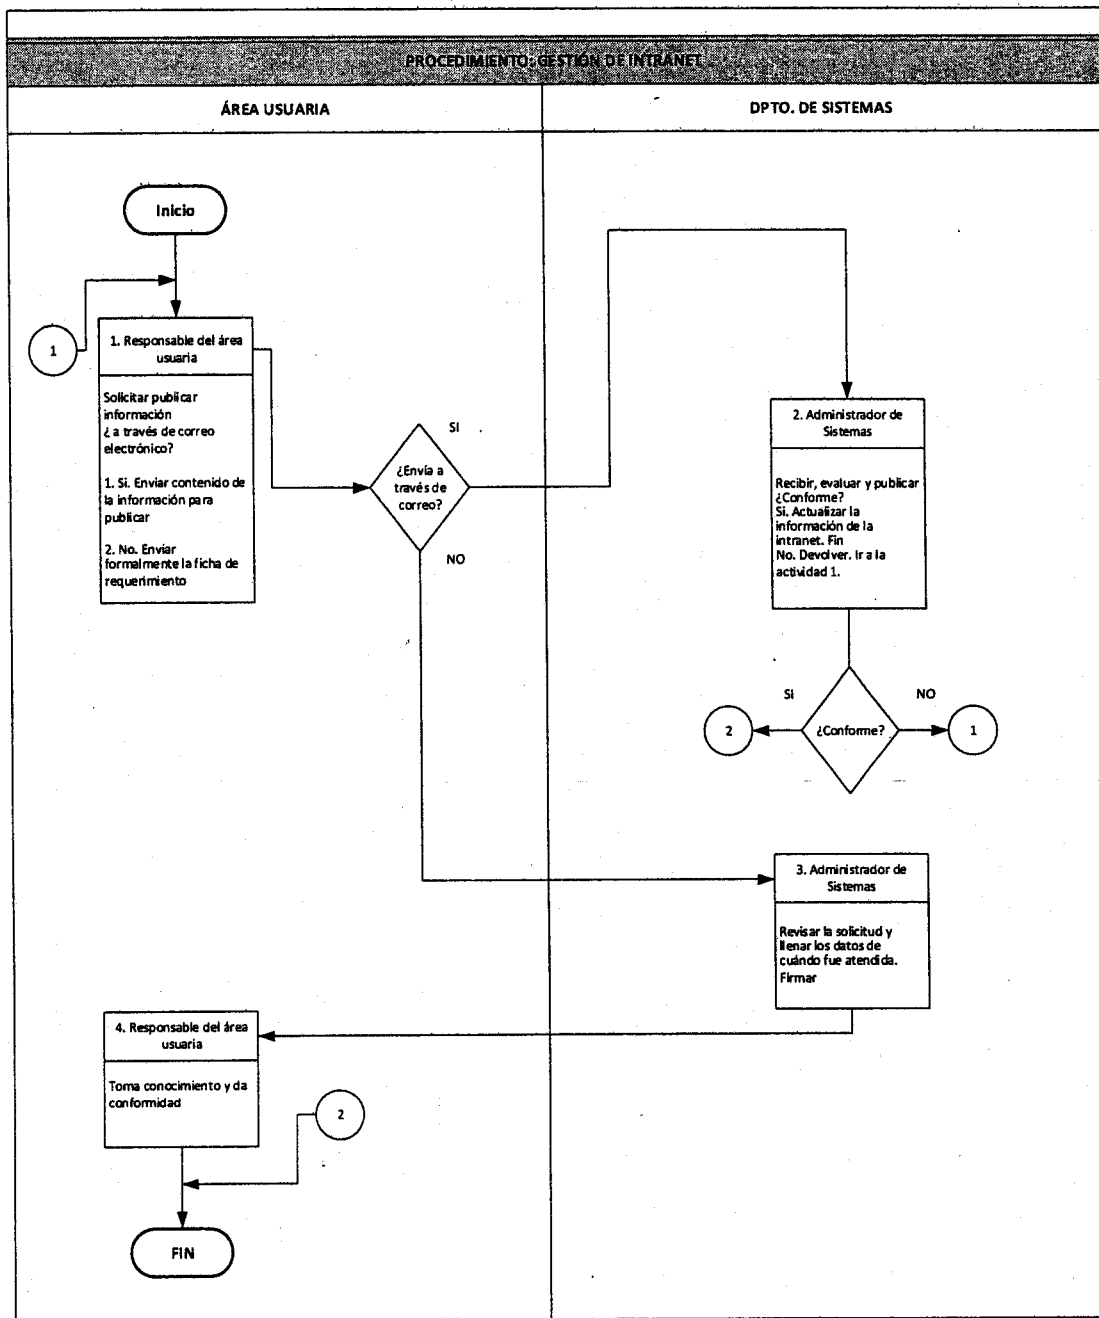 PROCEDIMIENTO: GESTIÓN DE INTRANET
ÁREA USUARIA
DPTO. DE SISTEMAS
Inicio
1
1. Responsable del área
usuaria
Solicitar publicar
información
¿ a través de correo
electrónico?
1. Si. Enviar contenido de
la información para
publicar
2. No. Enviar
formalmente la ficha de
requerimiento
¿Envía a
través de
correo?
SI
NO
2. Administrador de
Sistemas
Recibir, evaluar y publicar
¿Conforme?
Si. Actualizar la
información de la
intranet. Fin
No. Devolver. Ir a la
actividad 1.
SI
NO
2
¿Conforme?
1
3. Administrador de
Sistemas
Revisar la solicitud y
llenar los datos de
cuándo fue atendida.
Firmar
4. Responsable del área
usuaria
Toma conocimiento y da
conformidad
2
FIN